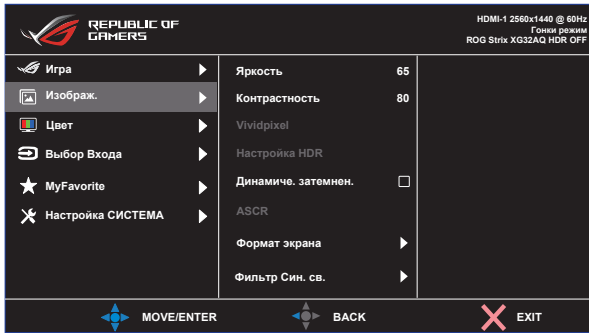 REPUBLIC OF
GAMERS
HDMI-1 2560x1440 @ 60Hz
Гонки режим
ROG Strix XG32AQ HDR OFF
Игра
Изображ.
Цвет
Выбор Входа
MyFavorite
Настройка СИСТЕМА
Яркость 65
Контрастность 80
Vividpixel
Настройка HDR
Динамиче. затемнен.
ASCR
Формат экрана
Фильтр Син. св.
MOVE/ENTER
BACK
EXIT